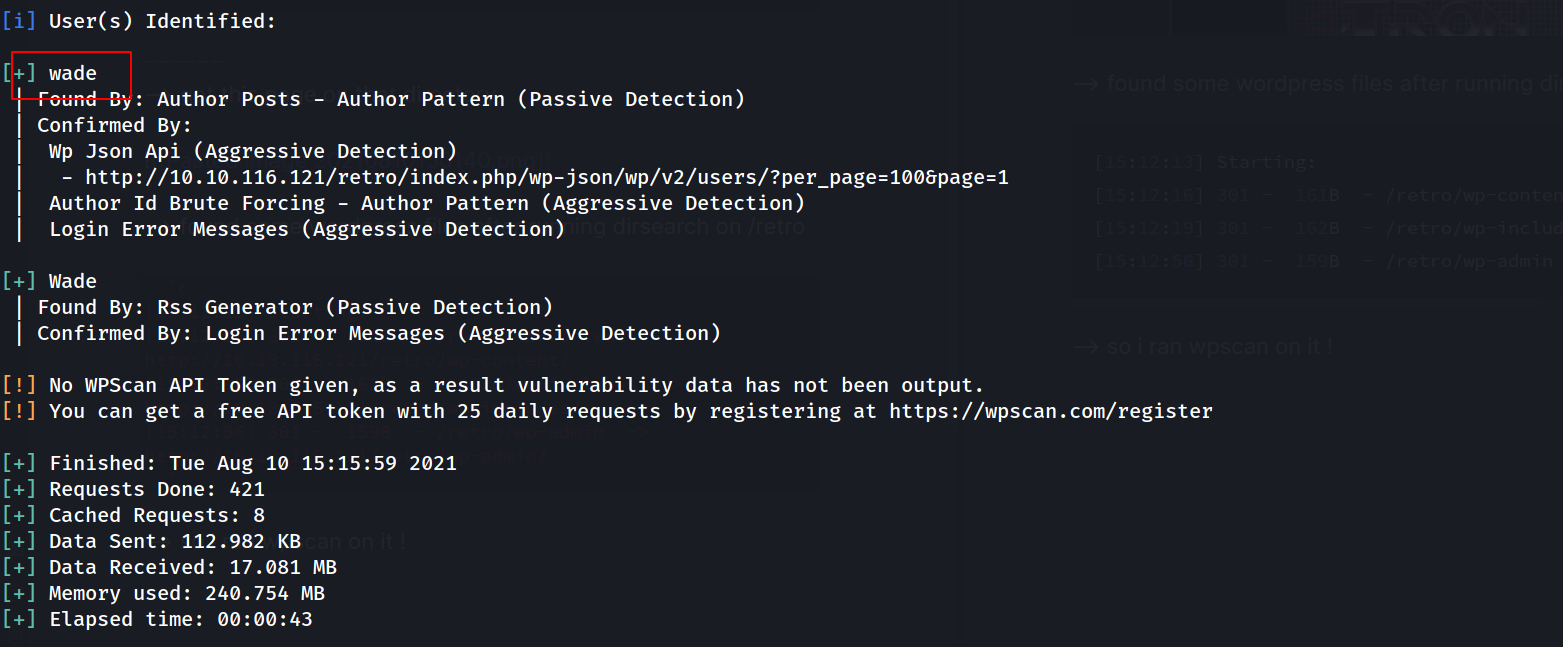 [i] User(s) Identified:
[+] wade
| Found By: Author Posts - Author Pattern (Passive Detection)
| Confirmed By:
|  Wp Json Api (Aggressive Detection)
|   - http://10.10.116.121/retro/index.php/wp-json/wp/v2/users/?per_page=100&page=1
|  Author Id Brute Forcing - Author Pattern (Aggressive Detection)
|  Login Error Messages (Aggressive Detection)
[+] Wade
| Found By: Rss Generator (Passive Detection)
| Confirmed By: Login Error Messages (Aggressive Detection)
[!] No WPScan API Token given, as a result vulnerability data has not been output.
[!] You can get a free API token with 25 daily requests by registering at https://wpscan.com/register
[+] Finished: Tue Aug 10 15:15:59 2021
[+] Requests Done: 421
[+] Cached Requests: 8
[+] Data Sent: 112.982 KB
[+] Data Received: 17.081 MB
[+] Memory used: 240.754 MB
[+] Elapsed time: 00:00:43
—> found some wordpress files after running
[15:12:13] Starting:
[15:12:16] 301 - 161B - /retro/wp-conten
[15:12:19] 301 - 162B - /retro/wp-includ
[15:12:56] 301 - 159B - /retro/wp-admin
—> so i ran wpscan on it !